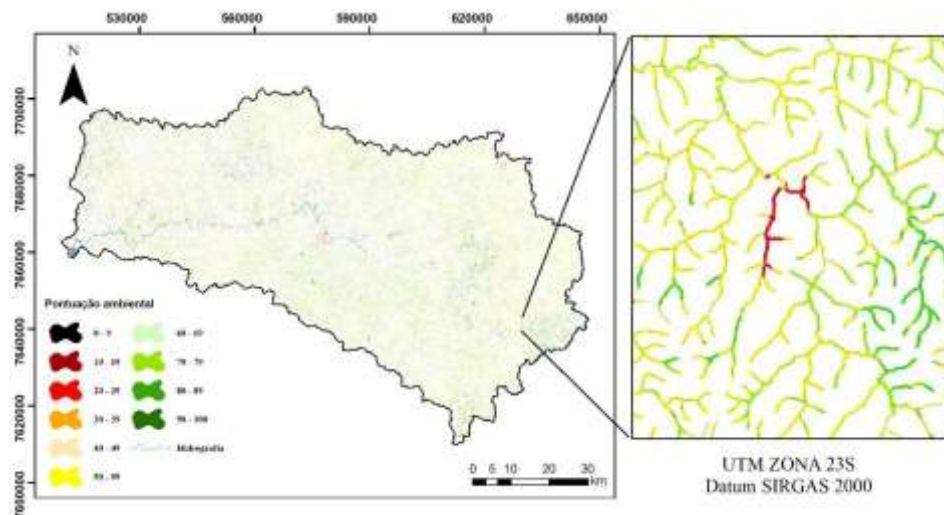 530000 560000 590000 620000 650000
N
7700000
7680000
7660000
7640000
7620000
7600000
Pontuação ambiental
0 - 9
10 - 19
20 - 29
30 - 39
40 - 49
50 - 59
60 - 69
70 - 79
80 - 89
90 - 100
Hidrografia
0 5 10 20 30
km
UTM ZONA 23S
Datum SIRGAS 2000